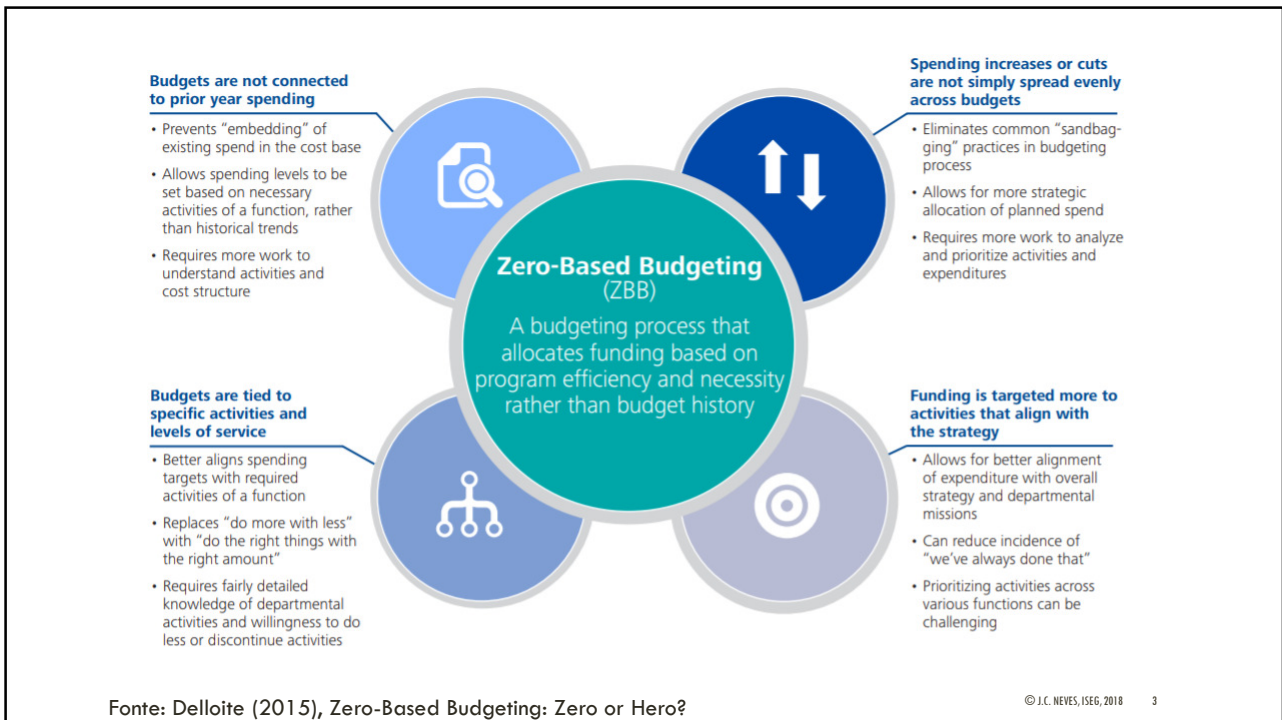 Budgets are not connected
to prior year spending
• Prevents “embedding” of
existing spend in the cost base
• Allows spending levels to be
set based on necessary
activities of a function, rather
than historical trends
• Requires more work to
understand activities and
cost structure
Spending increases or cuts
are not simply spread evenly
across budgets
• Eliminates common “sandbag-
ging” practices in budgeting
process
• Allows for more strategic
allocation of planned spend
• Requires more work to analyze
and prioritize activities and
expenditures
Zero-Based Budgeting
(ZBB)
A budgeting process that
allocates funding based on
program efficiency and necessity
rather than budget history
Budgets are tied to
specific activities and
levels of service
• Better aligns spending
targets with required
activities of a function
• Replaces “do more with less”
with “do the right things with
the right amount”
• Requires fairly detailed
knowledge of departmental
activities and willingness to do
less or discontinue activities
Funding is targeted more to
activities that align with
the strategy
• Allows for better alignment
of expenditure with overall
strategy and departmental
missions
• Can reduce incidence of
“we’ve always done that”
• Prioritizing activities across
various functions can be
challenging
Fonte: Delloite (2015), Zero-Based Budgeting: Zero or Hero?
© J.C. NEVES, ISEG, 2018 3